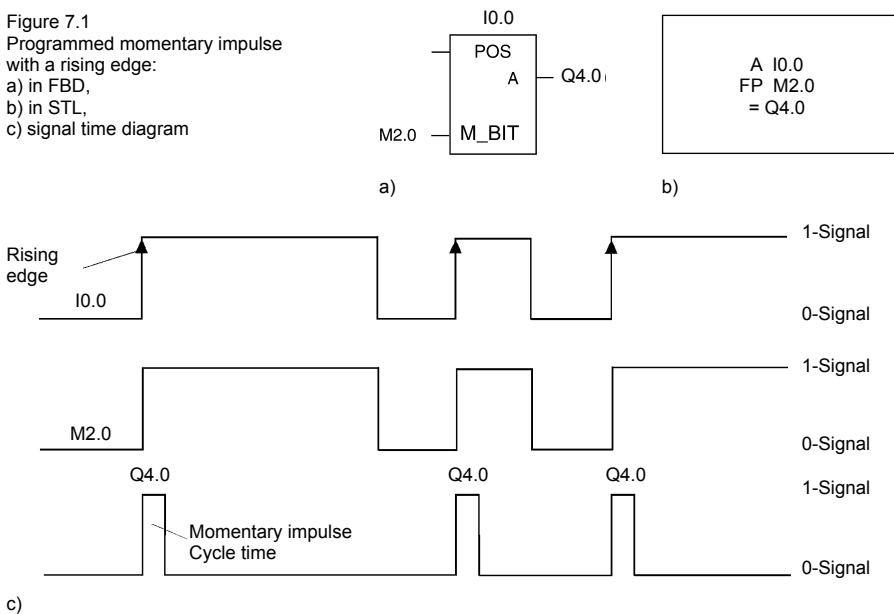 Figure 7.1
Programmed momentary impulse
with a rising edge:
a) in FBD,
b) in STL,
c) signal time diagram
I0.0
POS
A
Q4.0
M2.0
M_BIT
a)
A I0.0
FP M2.0
= Q4.0
b)
Rising
edge
I0.0
1-Signal
0-Signal
M2.0
1-Signal
0-Signal
Q4.0 Q4.0 Q4.0
1-Signal
Momentary impulse
Cycle time
0-Signal
c)